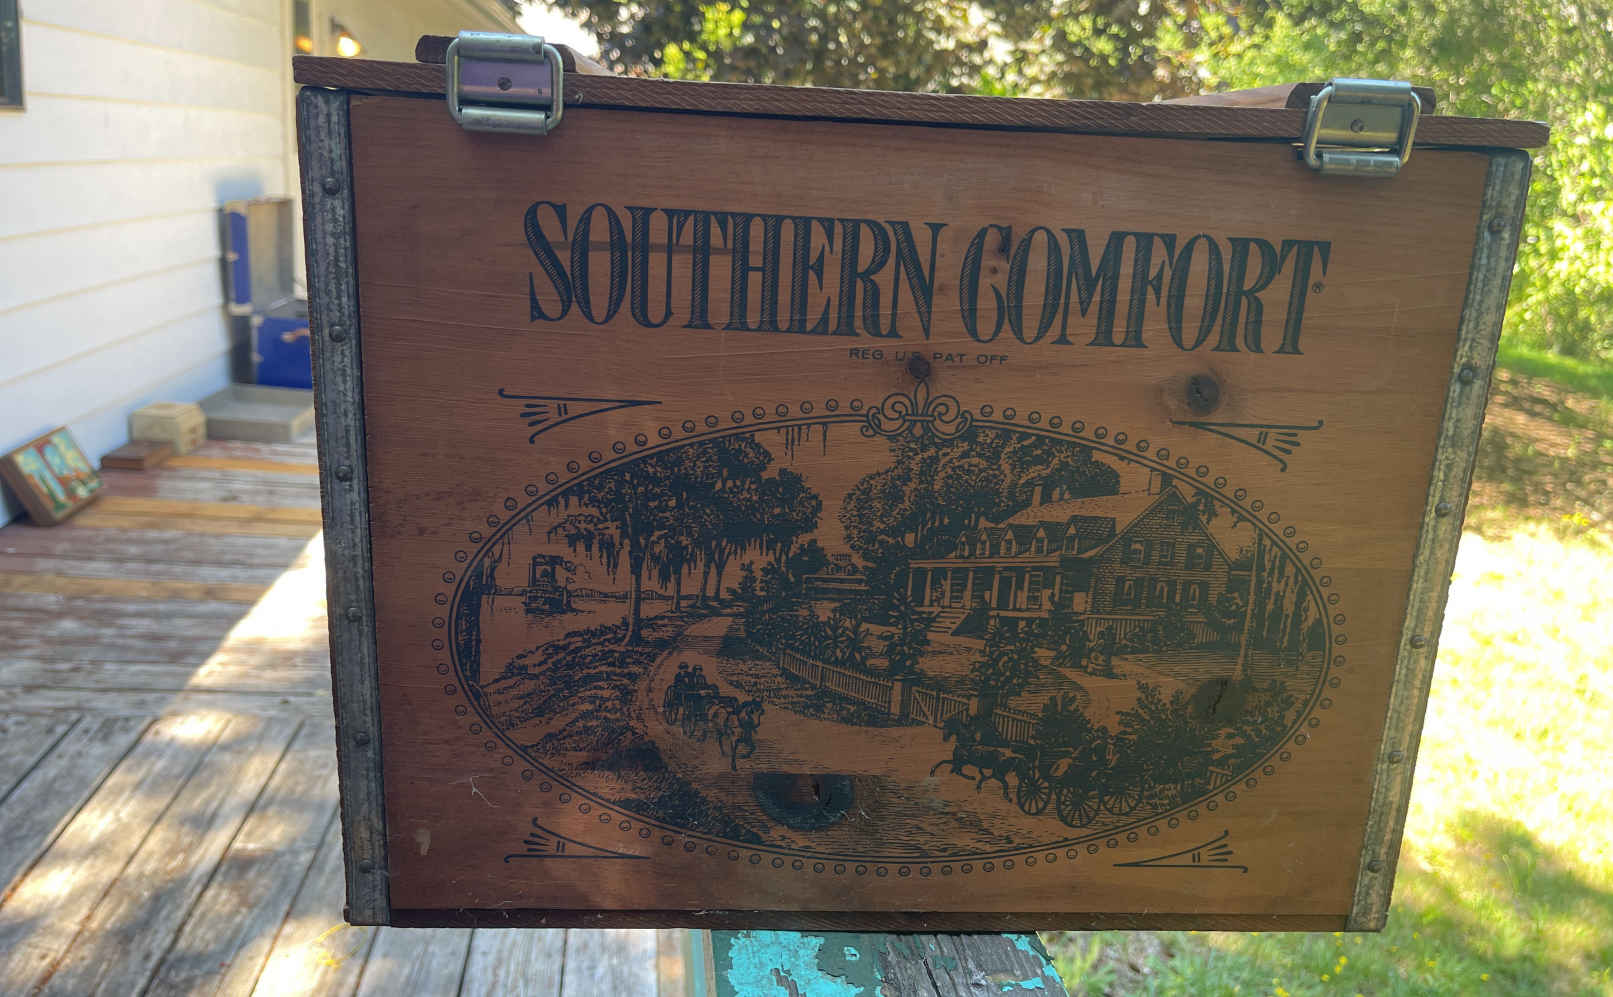 SOUTHERN COMFORT®
REG. U.S. PAT. OFF